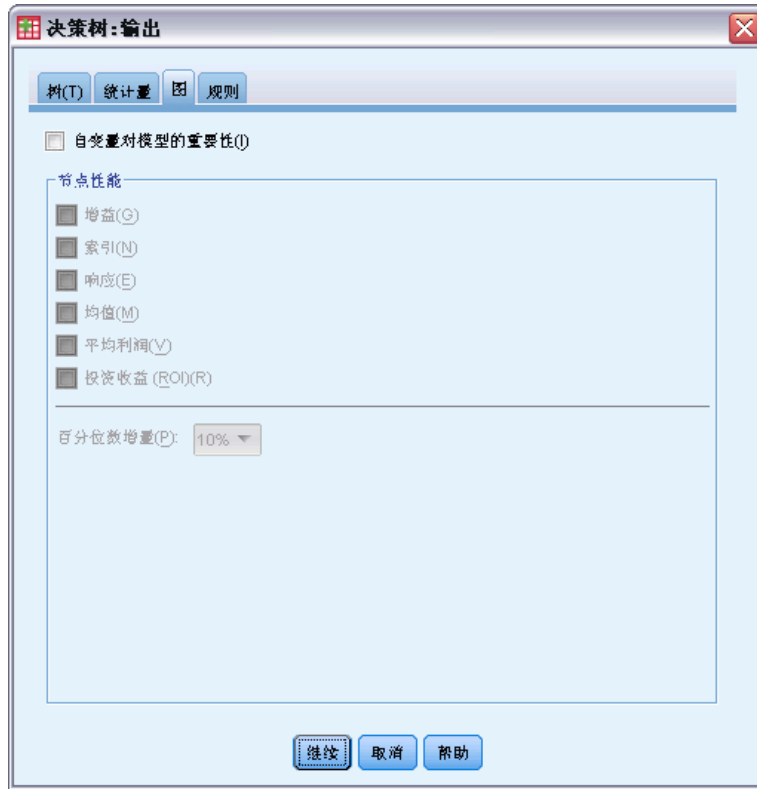 决策树:输出
树(T) 统计量 图 规则
自变量对模型的重要性(I)
节点性能
增益(G)
索引(N)
响应(E)
均值(M)
平均利润(V)
投资收益 (ROI)(R)
百分位数增量(P): 10%
继续 取消 帮助